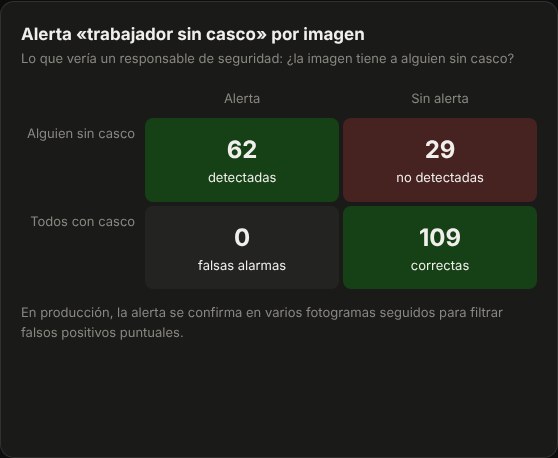 Alerta «trabajador sin casco» por imagen
Lo que vería un responsable de seguridad: ¿la imagen tiene a alguien sin casco?
Alerta
Sin alerta
Alguien sin casco
62
detectadas
29
no detectadas
Todos con casco
0
falsas alarmas
109
correctas
En producción, la alerta se confirma en varios fotogramas seguidos para filtrar
falsos positivos puntuales.